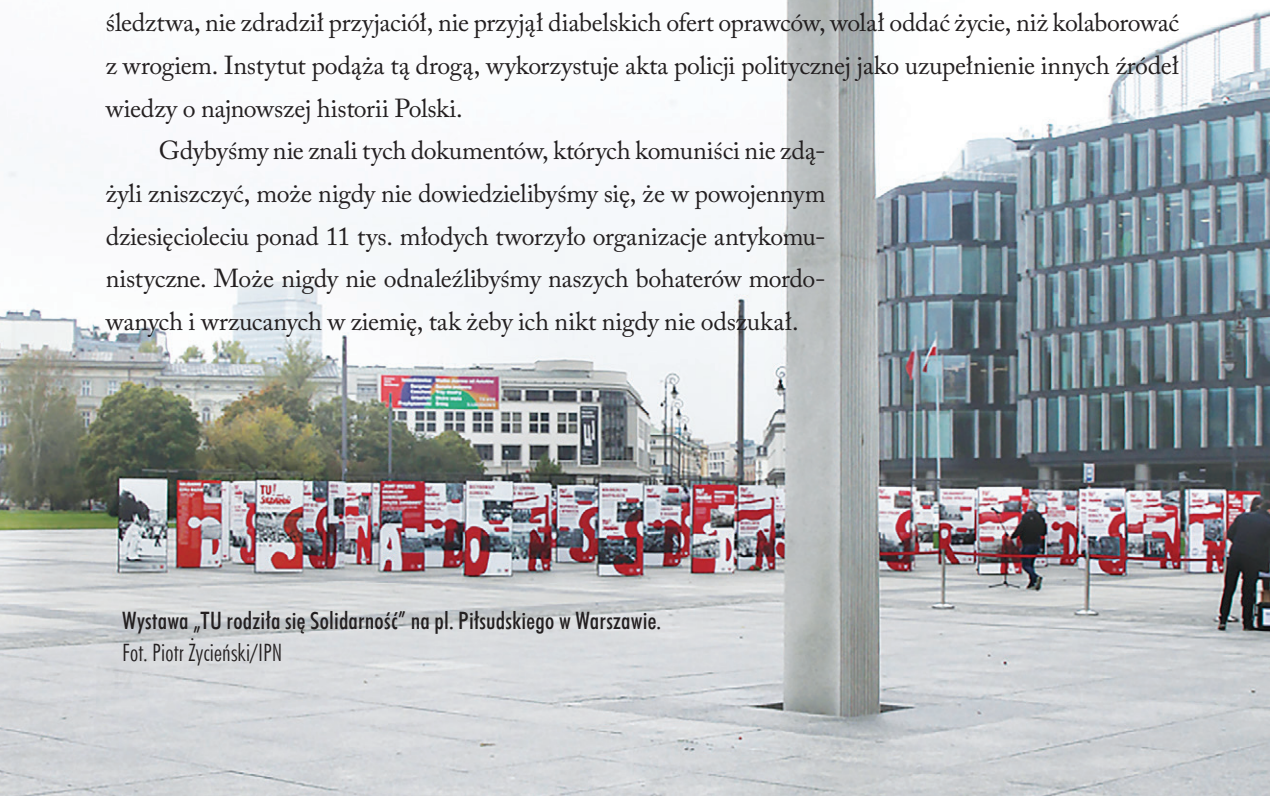 śledztwa, nie zdradził przyjaciół, nie przyjął diabelskich ofert oprawców, wolał oddać życie, niż kolaborować
z wrogiem. Instytut podąża tą drogą, wykorzystuje akta policji politycznej jako uzupełnienie innych źródeł
wiedzy o najnowszej historii Polski.
Gdybyśmy nie znali tych dokumentów, których komuniści nie zdą-
żyli zniszczyć, może nigdy nie dowiedzielibyśmy się, że w powojennym
dziesięcioleciu ponad 11 tys. młodych tworzyło organizacje antykomu-
nistyczne. Może nigdy nie odnaleźlibyśmy naszych bohaterów mordo-
wanych i wrzucanych w ziemię, tak żeby ich nikt nigdy nie odszukał.
TU!
Wystawa „TU rodziła się Solidarność” na pl. Piłsudskiego w Warszawie.
Fot. Piotr Życieński/IPN